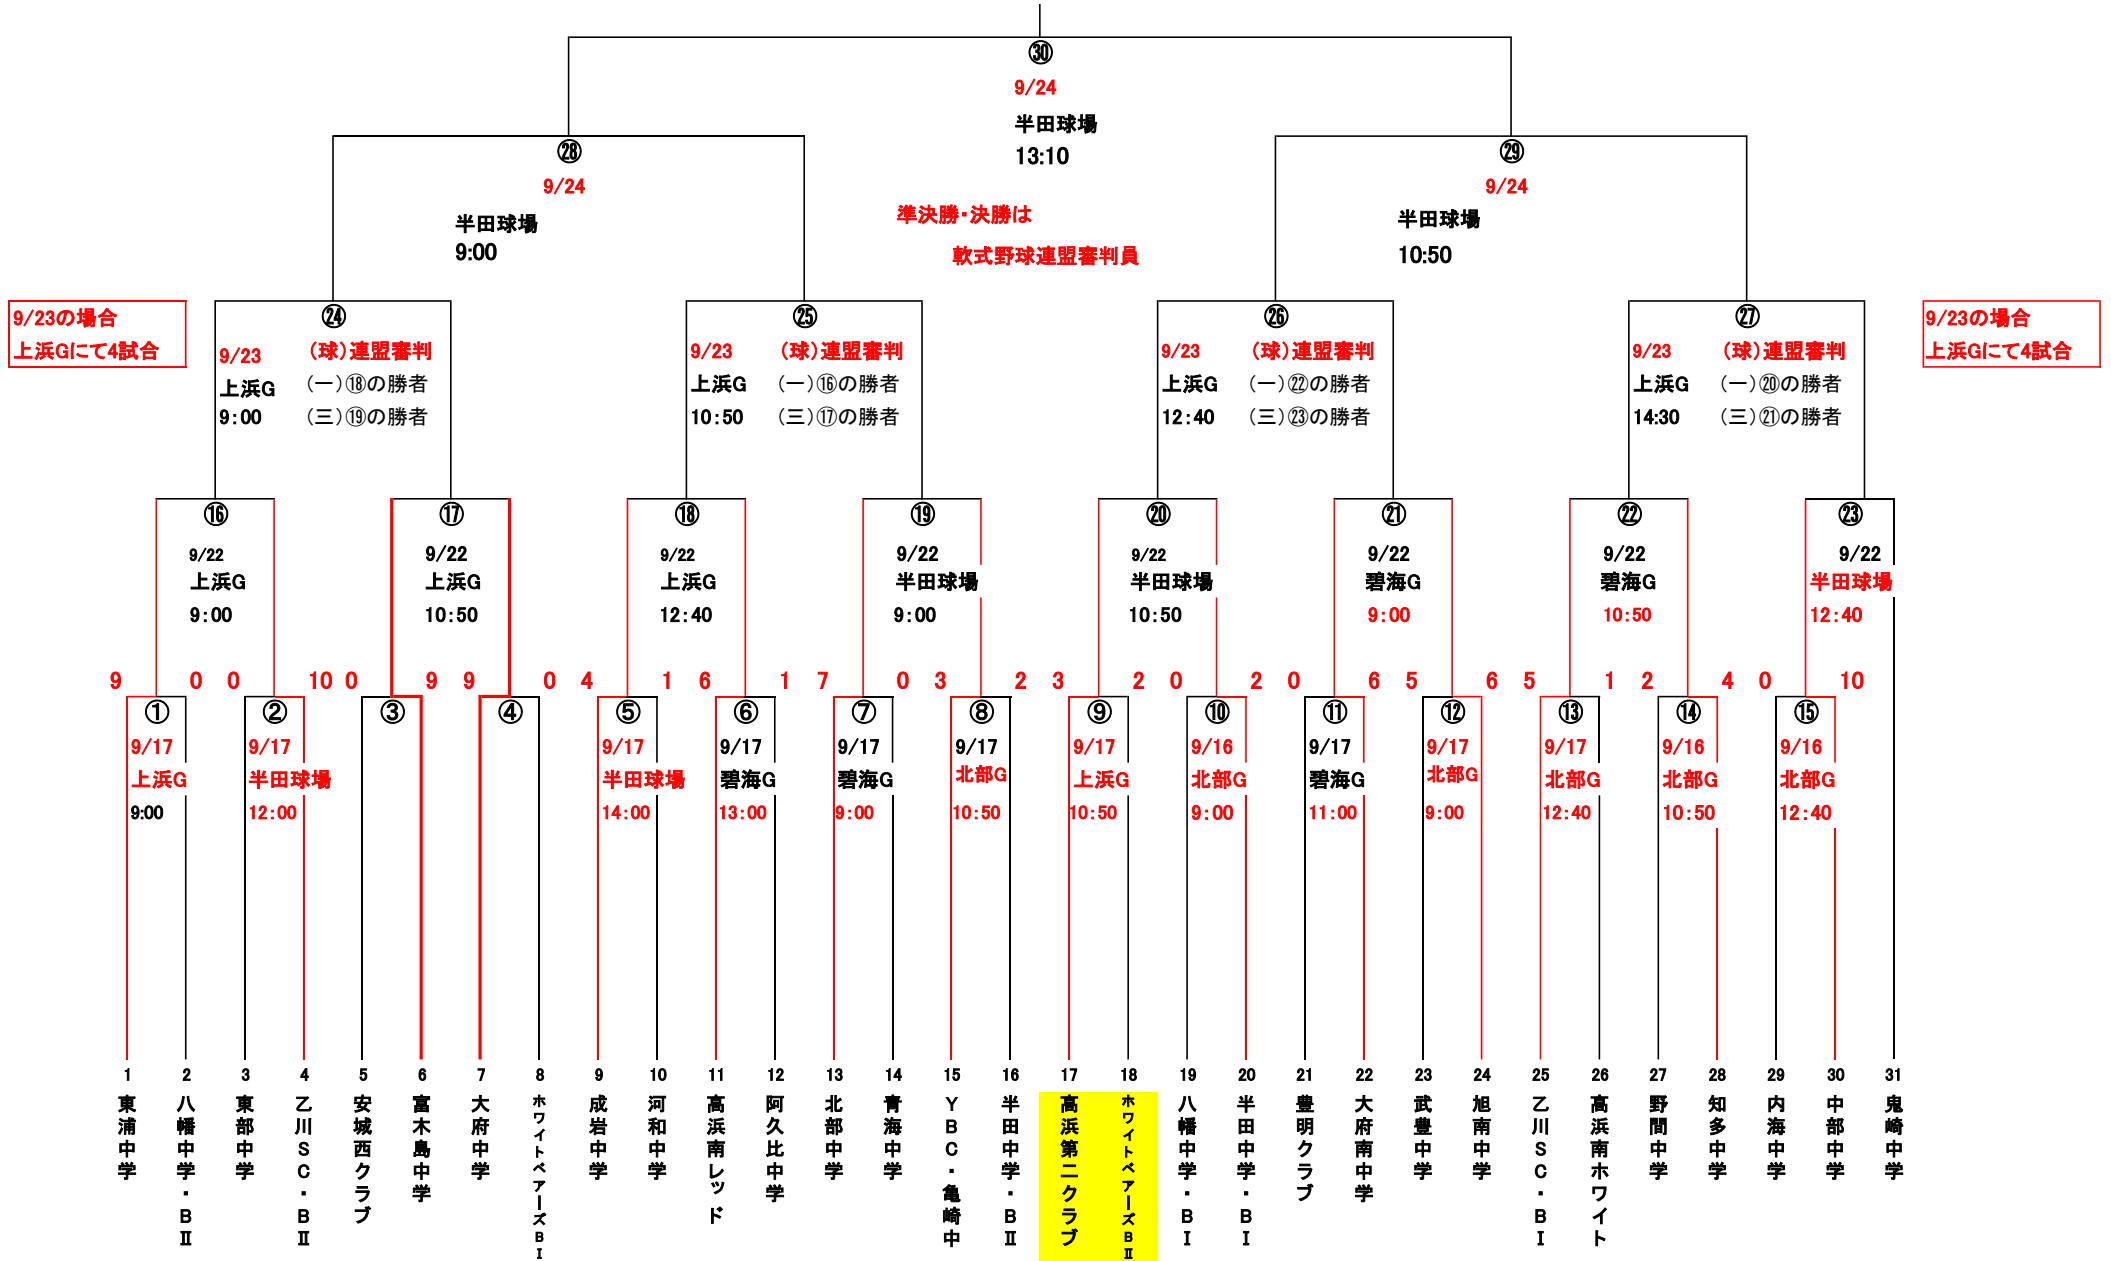 ㉚
9/24
半田球場
13:10
㉘
9/24
半田球場
9:00
㉙
9/24
半田球場
10:50
準決勝・決勝は
軟式野球連盟審判員
9/23の場合
上浜Gにて4試合
㉔
9/23 (球)連盟審判
上浜G (一)⑱の勝者
9:00 (三)⑲の勝者
㉕
9/23 (球)連盟審判
上浜G (一)⑯の勝者
10:50 (三)⑰の勝者
㉖
9/23 (球)連盟審判
上浜G (一)㉒の勝者
12:40 (三)㉓の勝者
㉗
9/23 (球)連盟審判
上浜G (一)⑳の勝者
14:30 (三)㉑の勝者
9/23の場合
上浜Gにて4試合
⑯
9/22
上浜G
9:00
⑰
9/22
上浜G
10:50
⑱
9/22
上浜G
12:40
⑲
9/22
半田球場
9:00
⑳
9/22
半田球場
10:50
㉑
9/22
碧海G
9:00
㉒
9/22
碧海G
10:50
㉓
9/22
半田球場
12:40
9 0 0 10 0 9 9 0 4 1 6 1 7 0 3 2 3 2 0 2 0 6 5 6 5 1 2 4 0 10
①
9/17
上浜G
9:00
②
9/17
半田球場
12:00
③
④
⑤
9/17
半田球場
14:00
⑥
9/17
碧海G
13:00
⑦
9/17
碧海G
9:00
⑧
9/17
北部G
10:50
⑨
9/17
上浜G
10:50
⑩
9/16
北部G
9:00
⑪
9/17
碧海G
11:00
⑫
9/17
北部G
9:00
⑬
9/17
北部G
12:40
⑭
9/16
北部G
10:50
⑮
9/16
北部G
12:40
1 2 3 4 5 6 7 8 9 10 11 12 13 14 15 16 17 18 19 20 21 22 23 24 25 26 27 28 29 30 31
東浦中学
八幡中学・BⅡ
東部中学
乙川SC・BⅡ
安城西クラブ
富木島中学
大府中学
ホワイトベアーズBⅠ
成岩中学
河和中学
高浜南レッド
阿久比中学
北部中学
青海中学
YBC・亀崎中
半田中学・BⅡ
高浜第二クラブ
ホワイトベアーズBⅡ
八幡中学・BⅠ
半田中学・BⅠ
豊明クラブ
大府南中学
武豊中学
旭南中学
乙川SC・BⅠ
高浜南ホワイト
野間中学
知多中学
内海中学
中部中学
鬼崎中学